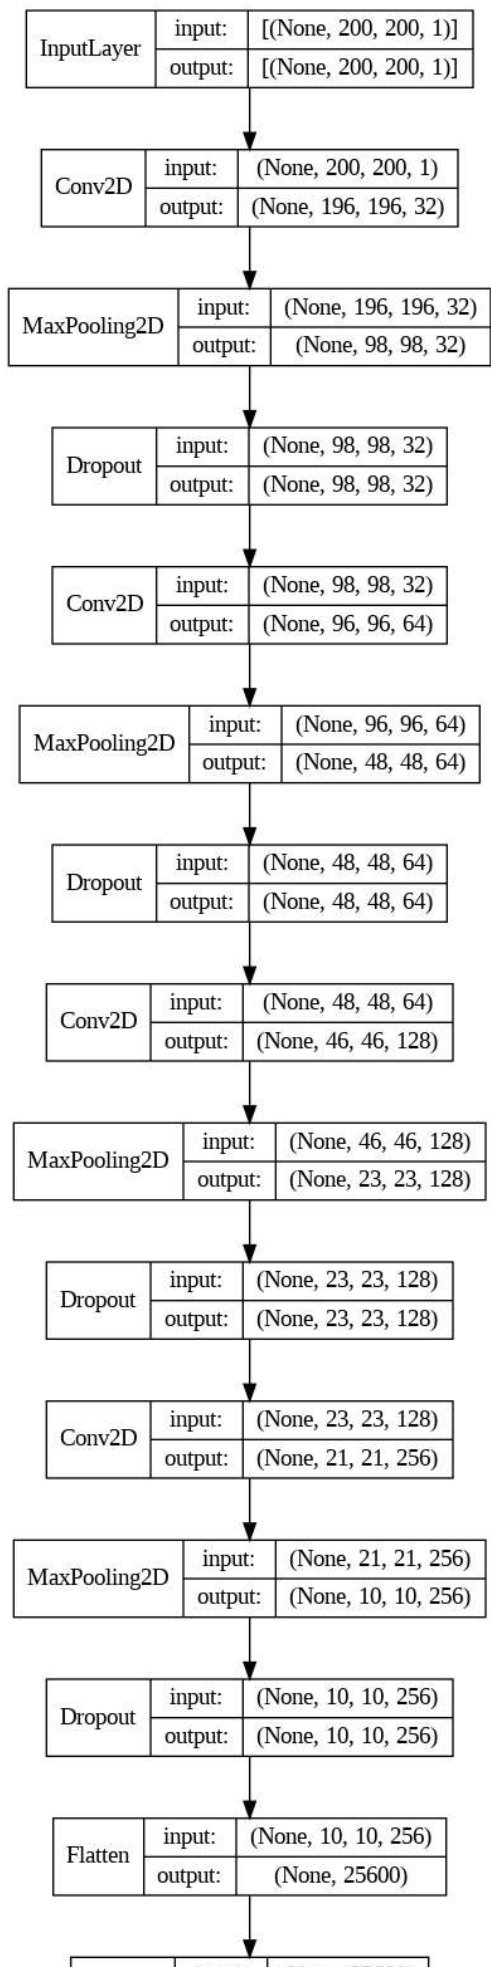 InputLayer input: [(None, 200, 200, 1)]
output: [(None, 200, 200, 1)]
Conv2D input: (None, 200, 200, 1)
output: (None, 196, 196, 32)
MaxPooling2D input: (None, 196, 196, 32)
output: (None, 98, 98, 32)
Dropout input: (None, 98, 98, 32)
output: (None, 98, 98, 32)
Conv2D input: (None, 98, 98, 32)
output: (None, 96, 96, 64)
MaxPooling2D input: (None, 96, 96, 64)
output: (None, 48, 48, 64)
Dropout input: (None, 48, 48, 64)
output: (None, 48, 48, 64)
Conv2D input: (None, 48, 48, 64)
output: (None, 46, 46, 128)
MaxPooling2D input: (None, 46, 46, 128)
output: (None, 23, 23, 128)
Dropout input: (None, 23, 23, 128)
output: (None, 23, 23, 128)
Conv2D input: (None, 23, 23, 128)
output: (None, 21, 21, 256)
MaxPooling2D input: (None, 21, 21, 256)
output: (None, 10, 10, 256)
Dropout input: (None, 10, 10, 256)
output: (None, 10, 10, 256)
Flatten input: (None, 10, 10, 256)
output: (None, 25600)